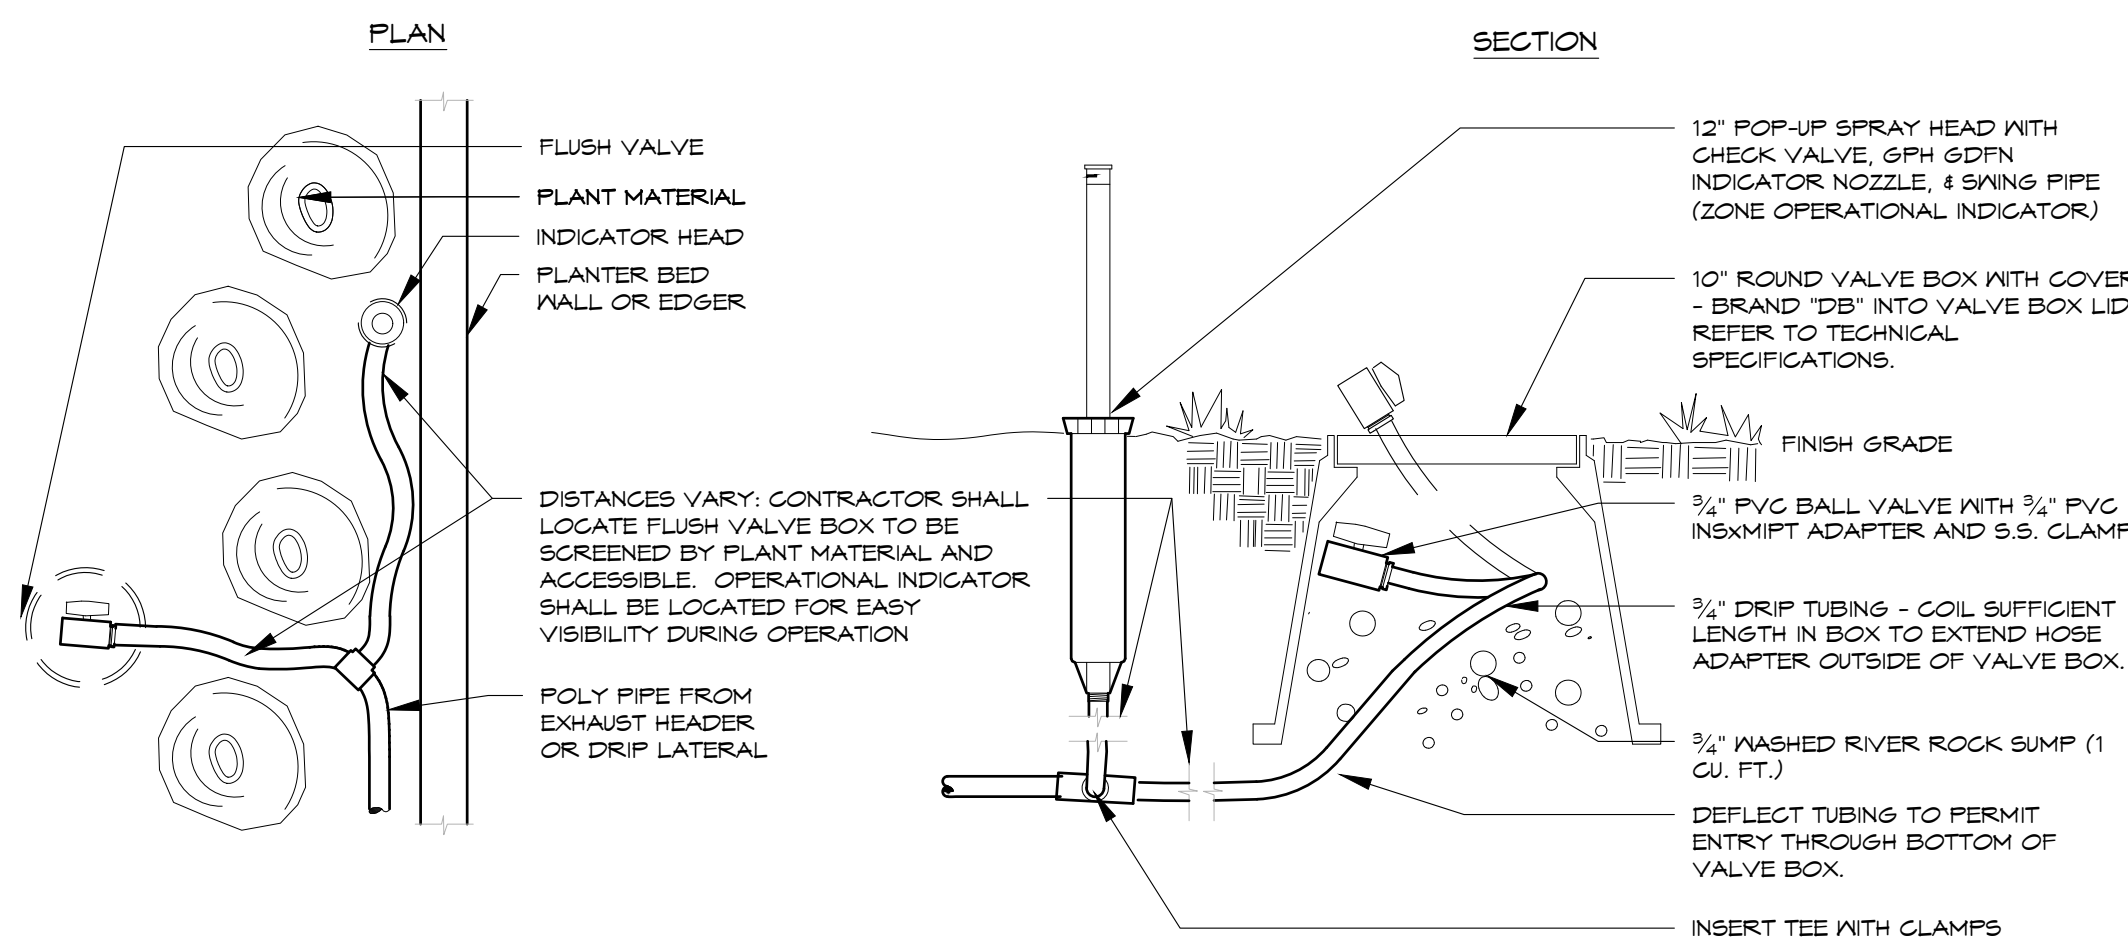 PLAN
FLUSH VALVE
PLANT MATERIAL
INDICATOR HEAD
PLANTER BED
WALL OR EDGER
DISTANCES VARY: CONTRACTOR SHALL
LOCATE FLUSH VALVE BOX TO BE
SCREENED BY PLANT MATERIAL AND
ACCESSIBLE. OPERATIONAL INDICATOR
SHALL BE LOCATED FOR EASY
VISIBILITY DURING OPERATION
POLY PIPE FROM
EXHAUST HEADER
OR DRIP LATERAL
SECTION
12" POP-UP SPRAY HEAD WITH
CHECK VALVE, GPH GDFN
INDICATOR NOZZLE, & SWING PIPE
(ZONE OPERATIONAL INDICATOR)
10" ROUND VALVE BOX WITH COVER
- BRAND "DB" INTO VALVE BOX LID
REFER TO TECHNICAL
SPECIFICATIONS.
FINISH GRADE
3/4" PVC BALL VALVE WITH 3/4" PVC
INSxMIPT ADAPTER AND S.S. CLAMP
3/4" DRIP TUBING - COIL SUFFICIENT
LENGTH IN BOX TO EXTEND HOSE
ADAPTER OUTSIDE OF VALVE BOX.
3/4" WASHED RIVER ROCK SUMP (1
CU. FT.)
DEFLECT TUBING TO PERMIT
ENTRY THROUGH BOTTOM OF
VALVE BOX.
INSERT TEE WITH CLAMPS